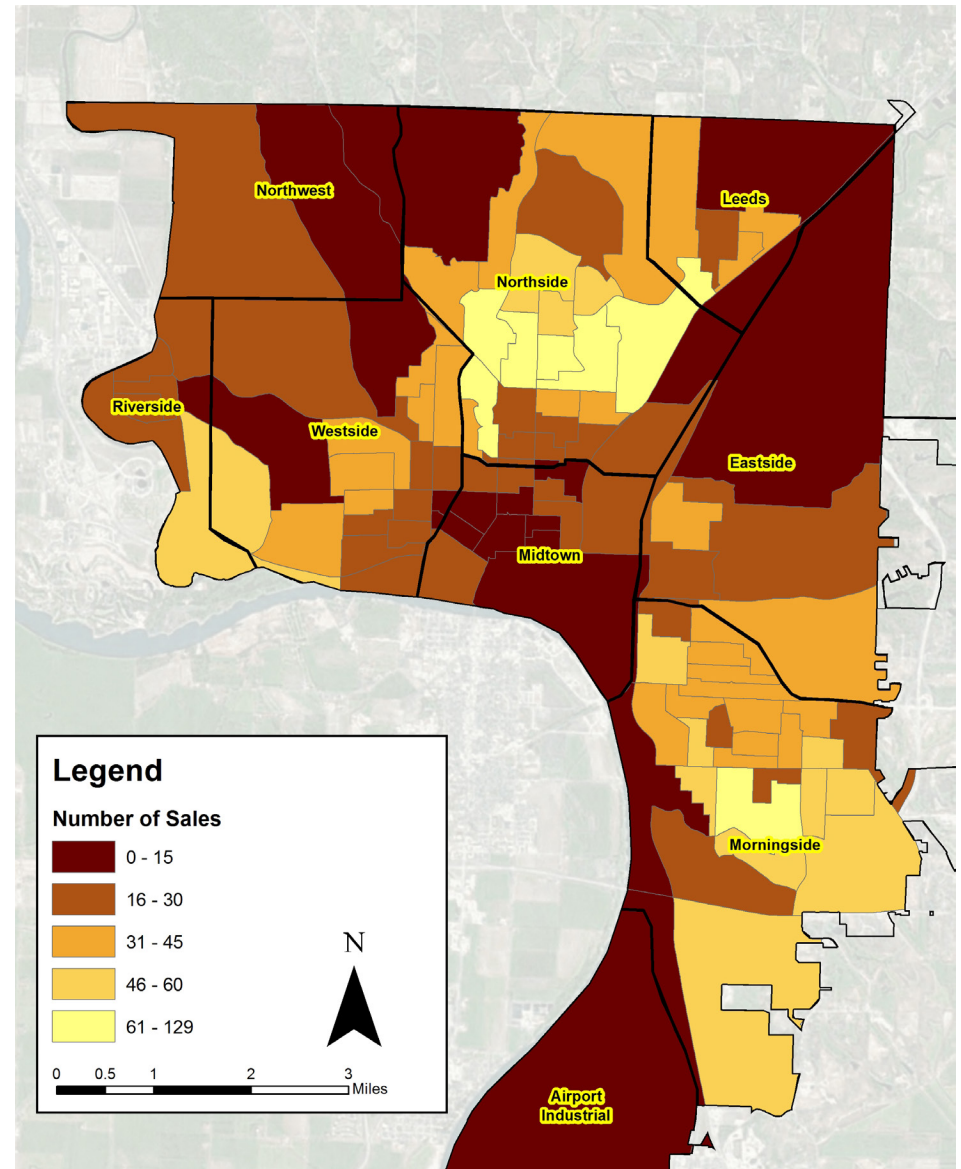 Northwest
Leeds
Northside
Riverside
Westside
Eastside
Midtown
Legend
Number of Sales
0 - 15
16 - 30
31 - 45
46 - 60
61 - 129
N
0 0.5 1 2 3
Miles
Morningside
Airport
Industrial